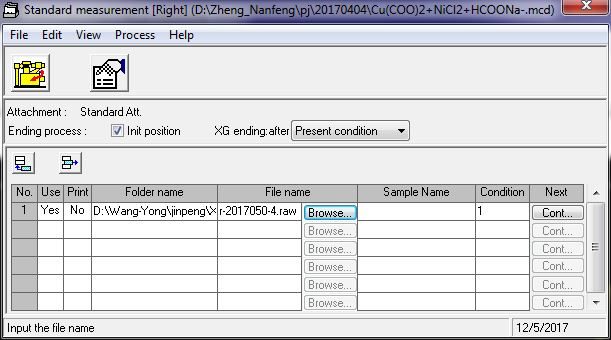 Standard measurement [Right] (D:\Zheng_Nanfeng\pj\20170404\Cu(COO)2+NiCl2+HCOONa-.mcd)
File Edit View Process Help
Attachment : Standard Att.
Ending process : Init position XG ending:after Present condition
No. Use Print Folder name File name Sample Name Condition Next
1 Yes No D:\Wang-Yong\jinpeng\X r-2017050-4.raw Browse... 1 Cont...
Browse... Cont...
Browse... Cont...
Browse... Cont...
Browse... Cont...
Browse... Cont...
Input the file name 12/5/2017